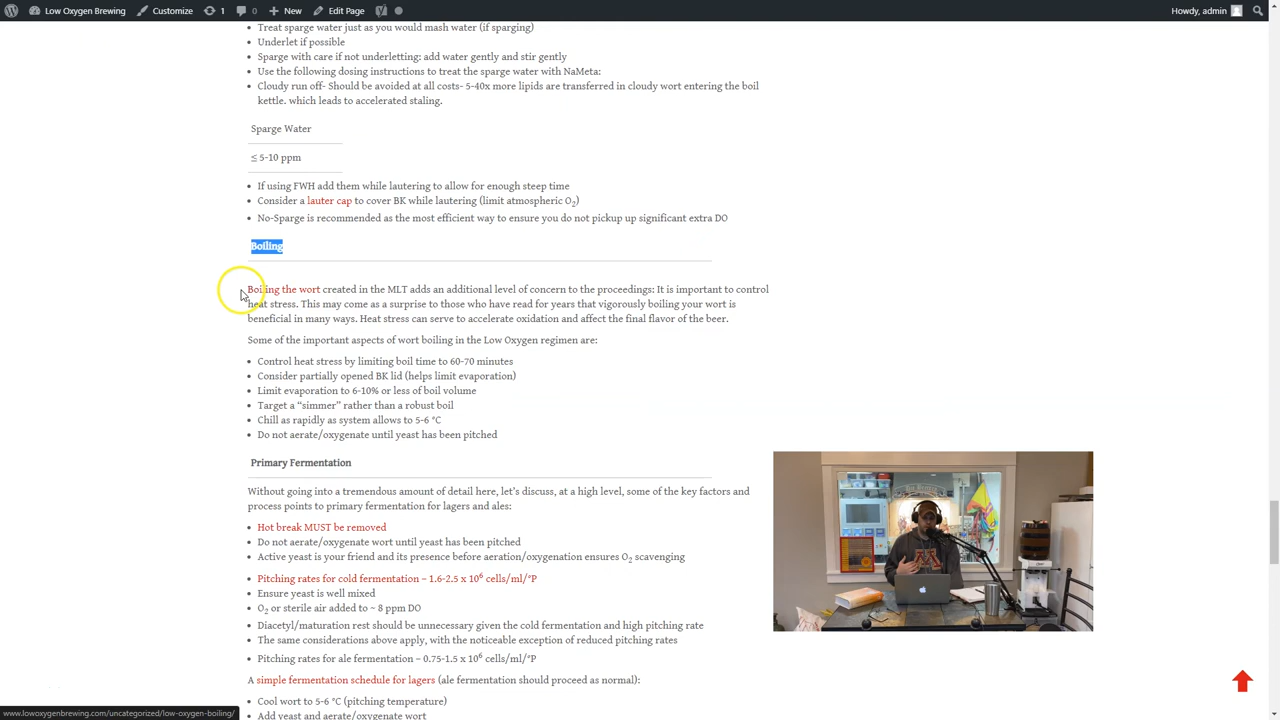 Low Oxygen Brewing Customize 1 0 New Edit Page Howdy, admin
Treat sparge water just as you would mash water (if sparging)
Underlet if possible
Sparge with care if not underletting: add water gently and stir gently
Use the following dosing instructions to treat the sparge water with NaMeta:
Cloudy run off- Should be avoided at all costs- 5-40x more lipids are transferred in cloudy wort entering the boil
kettle. which leads to accelerated staling.
Sparge Water
≤ 5-10 ppm
If using FWH add them while lautering to allow for enough steep time
Consider a lauter cap to cover BK while lautering (limit atmospheric O₂)
No-Sparge is recommended as the most efficient way to ensure you do not pickup up significant extra DO
Boiling
Boiling the wort created in the MLT adds an additional level of concern to the proceedings: It is important to control
heat stress. This may come as a surprise to those who have read for years that vigorously boiling your wort is
beneficial in many ways. Heat stress can serve to accelerate oxidation and affect the final flavor of the beer.
Some of the important aspects of wort boiling in the Low Oxygen regimen are:
Control heat stress by limiting boil time to 60-70 minutes
Consider partially opened BK lid (helps limit evaporation)
Limit evaporation to 6-10% or less of boil volume
Target a “simmer” rather than a robust boil
Chill as rapidly as system allows to 5-6 °C
Do not aerate/oxygenate until yeast has been pitched
Primary Fermentation
Without going into a tremendous amount of detail here, let’s discuss, at a high level, some of the key factors and
process points to primary fermentation for lagers and ales:
Hot break MUST be removed
Do not aerate/oxygenate wort until yeast has been pitched
Active yeast is your friend and its presence before aeration/oxygenation ensures O₂ scavenging
Pitching rates for cold fermentation – 1.6-2.5 x 10⁶ cells/ml/°P
Ensure yeast is well mixed
O₂ or sterile air added to ~ 8 ppm DO
Diacetyl/maturation rest should be unnecessary given the cold fermentation and high pitching rate
The same considerations above apply, with the noticeable exception of reduced pitching rates
Pitching rates for ale fermentation – 0.75-1.5 x 10⁶ cells/ml/°P
A simple fermentation schedule for lagers (ale fermentation should proceed as normal):
Cool wort to 5-6 °C (pitching temperature)
Add yeast and aerate/oxygenate wort
www.lowoxygenbrewing.com/uncategorized/low-oxygen-boiling/